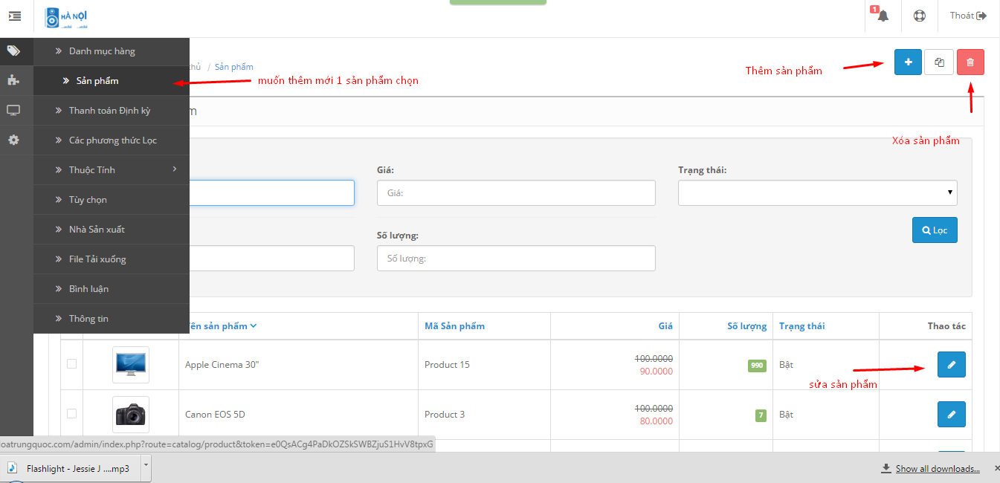 HÀ NỘI
1
Thoát
Danh mục hàng
Sản phẩm
Thanh toán Định kỳ
Các phương thức Lọc
Thuộc Tính
Tùy chọn
Nhà Sản xuất
File Tải xuống
Bình luận
Thông tin
chủ / Sản phẩm
muốn thêm mới 1 sản phẩm chọn
Thêm sản phẩm
Xóa sản phẩm
m
Giá:
Giá:
Trạng thái:
Số lượng:
Số lượng:
Lọc
ên sản phẩm Mã Sản phẩm Giá Số lượng Trạng thái Thao tác
Apple Cinema 30" Product 15 100.0000 990 Bật
90.0000
sửa sản phẩm
Canon EOS 5D Product 3 100.0000 7 Bật
80.0000
loatrungquoc.com/admin/index.php?route=catalog/product&token=e0QsACg4PaDkOZSkSWBZjuS1HvV8tpxG
Flashlight - Jessie J ....mp3
Show all downloads...